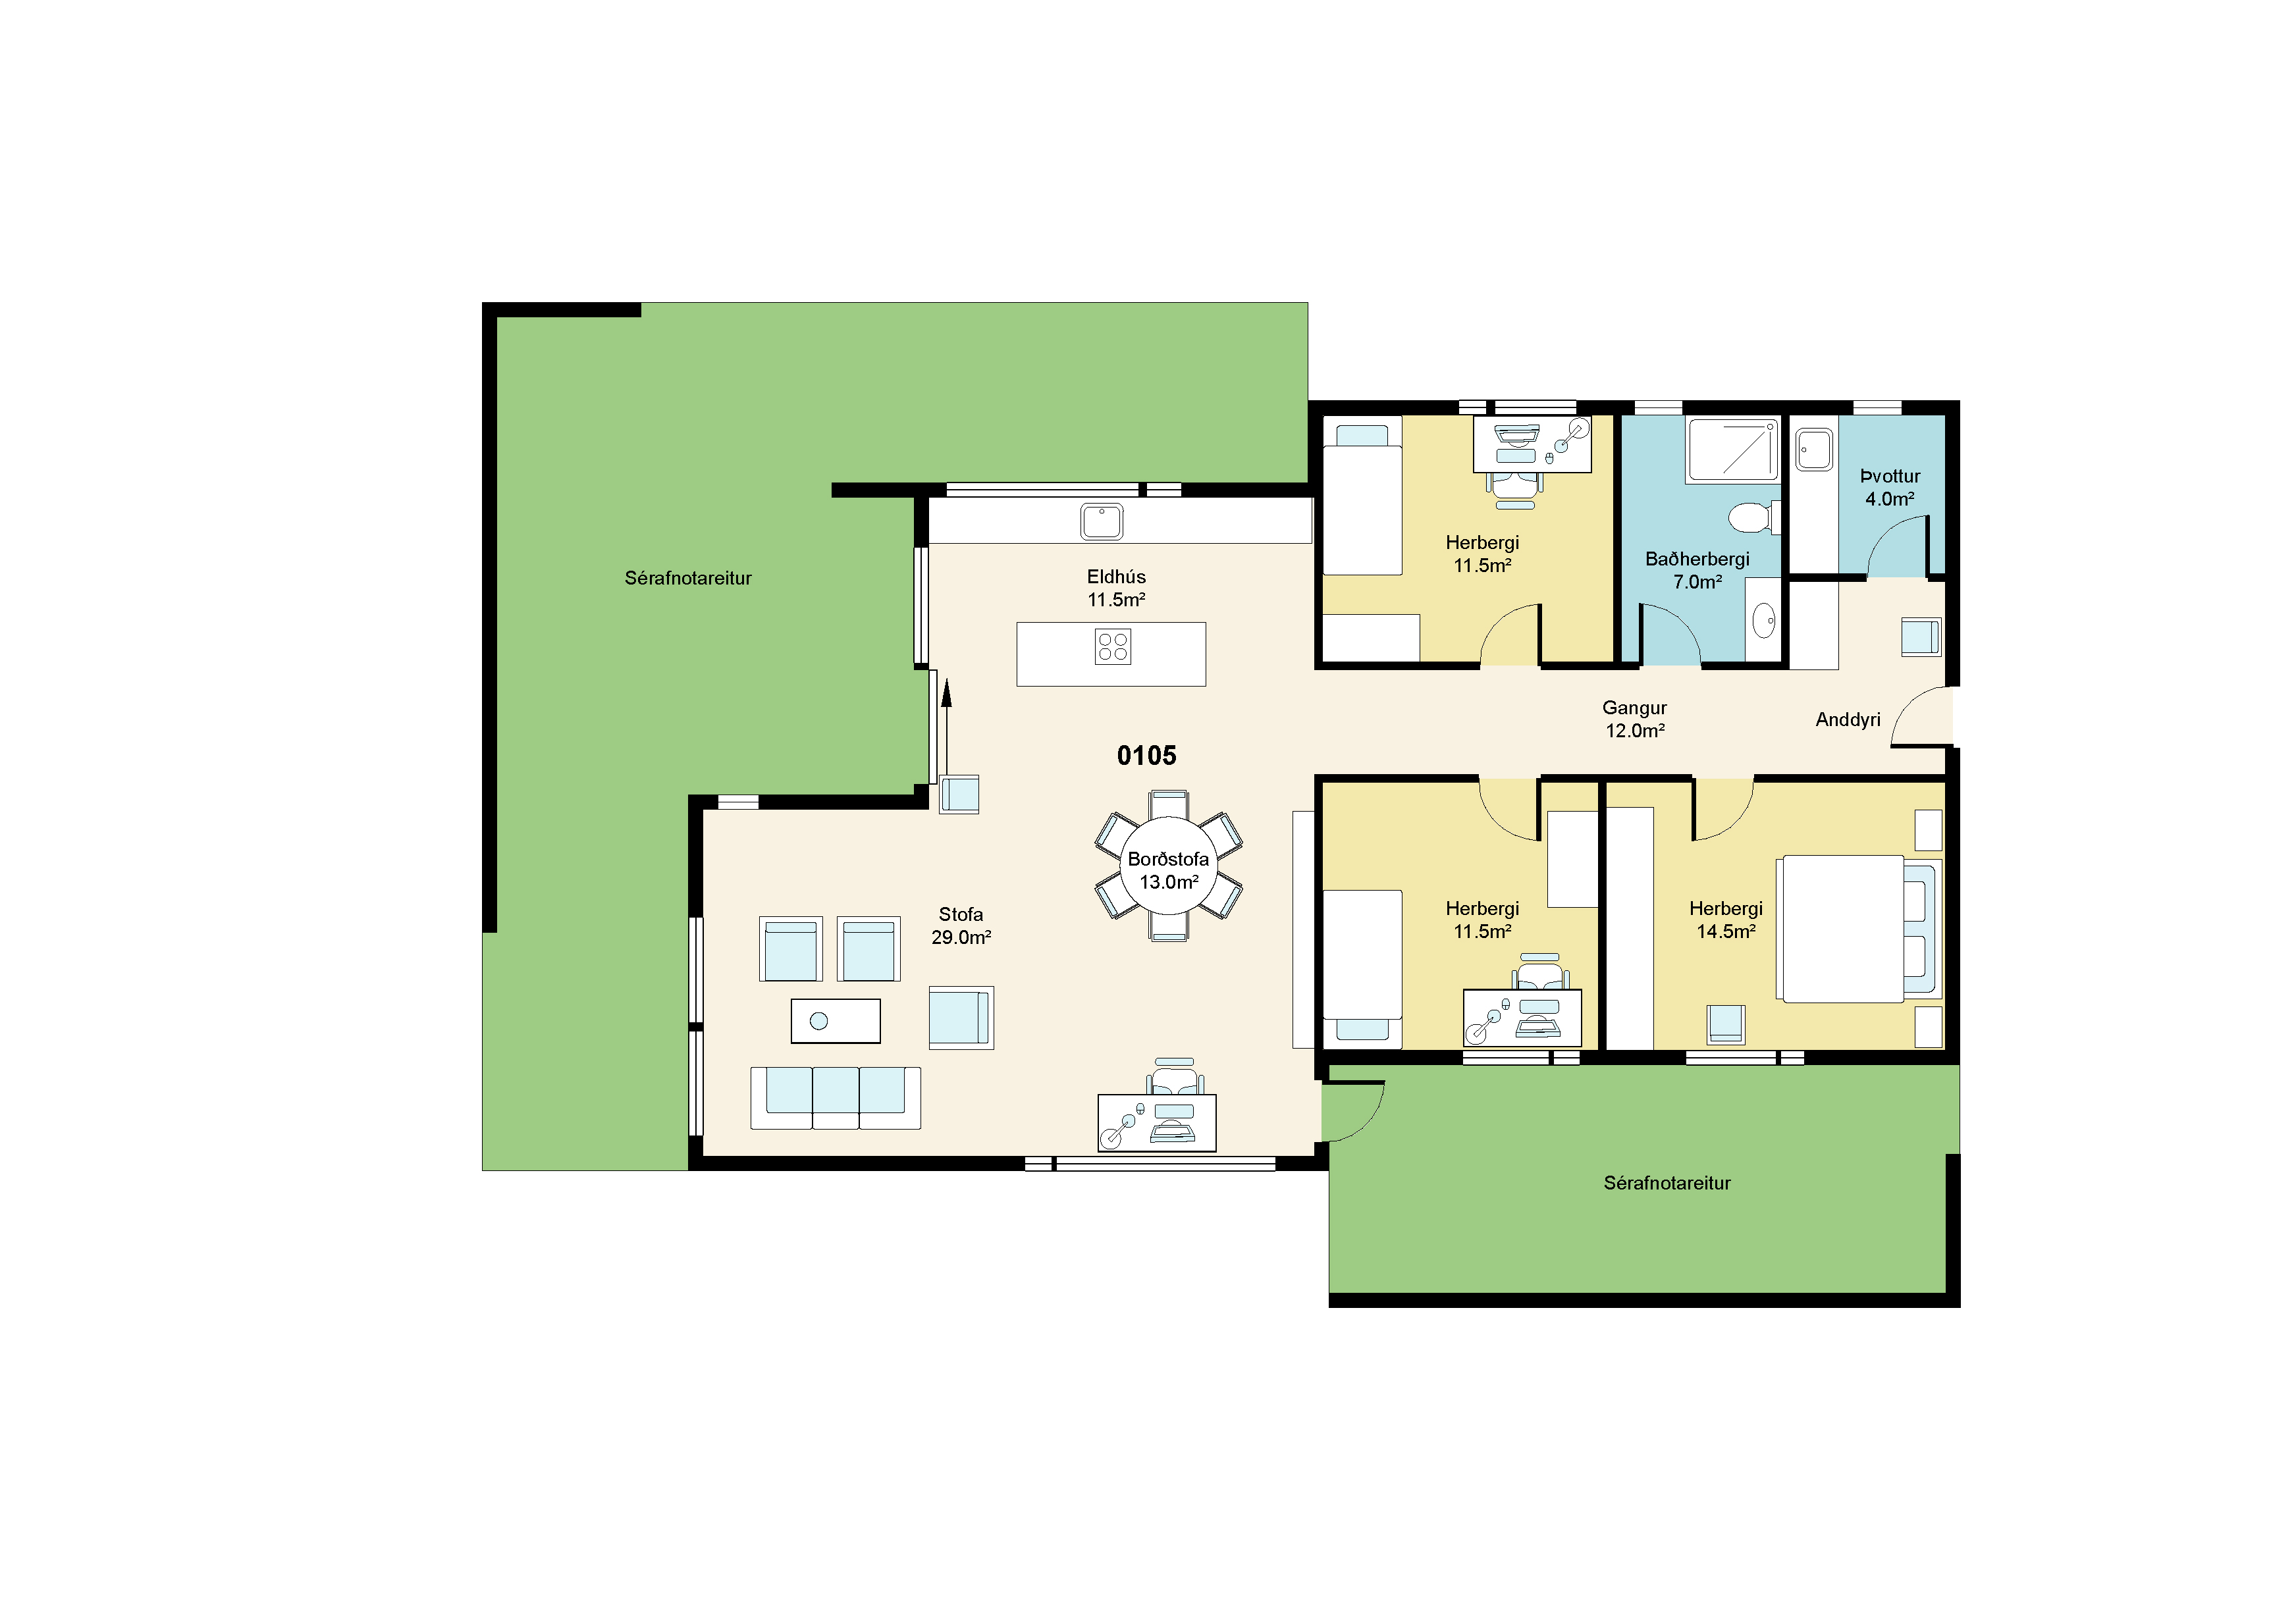 Þvottur
4.0m²
Herbergi
11.5m²
Baðherbergi
7.0m²
Sérafnotareitur
Eldhús
11.5m²
Gangur
12.0m²
Anddyri
0105
Borðstofa
13.0m²
Stofa
29.0m²
Herbergi
11.5m²
Herbergi
14.5m²
Sérafnotareitur